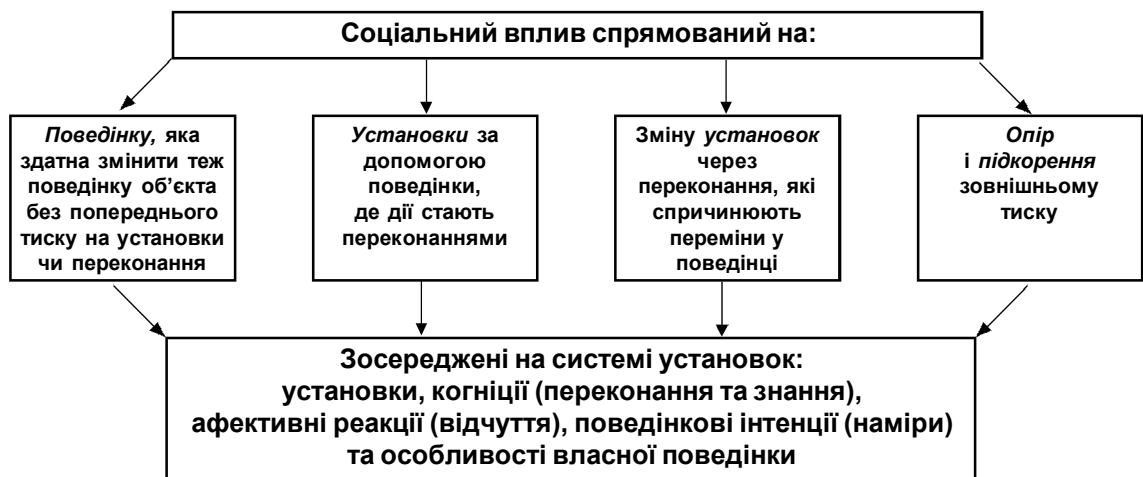 Соціальний вплив спрямований на:
Поведінку, яка
здатна змінити теж
поведінку об’єкта
без попереднього
тиску на установки
чи переконання
Установки за
допомогою
поведінки,
де дії стають
переконаннями
Зміну установок
через
переконання, які
спричинюють
переміни у
поведінці
Опір
і підкорення
зовнішньому
тиску
Зосереджені на системі установок:
установки, когніції (переконання та знання),
афективні реакції (відчуття), поведінкові інтенції (наміри)
та особливості власної поведінки